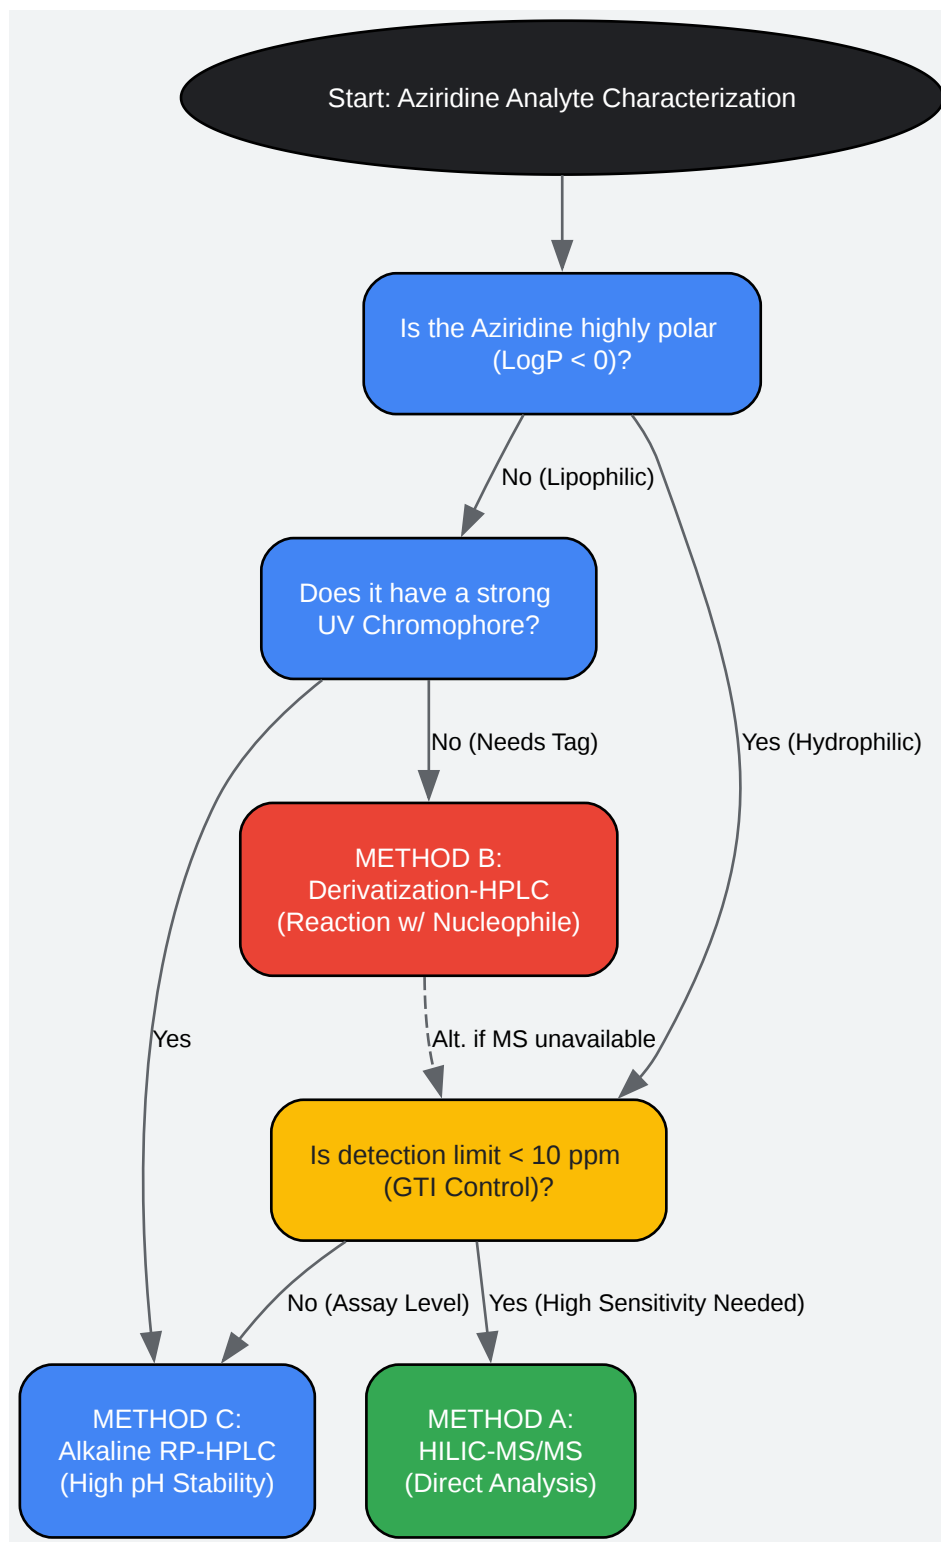 Start: Aziridine Analyte Characterization
Is the Aziridine highly polar
(LogP < 0)?
No (Lipophilic)
Does it have a strong
UV Chromophore?
No (Needs Tag)
Yes (Hydrophilic)
METHOD B:
Derivatization-HPLC
(Reaction w/ Nucleophile)
Yes
Alt. if MS unavailable
Is detection limit < 10 ppm
(GTI Control)?
No (Assay Level)
Yes (High Sensitivity Needed)
METHOD C:
Alkaline RP-HPLC
(High pH Stability)
METHOD A:
HILIC-MS/MS
(Direct Analysis)